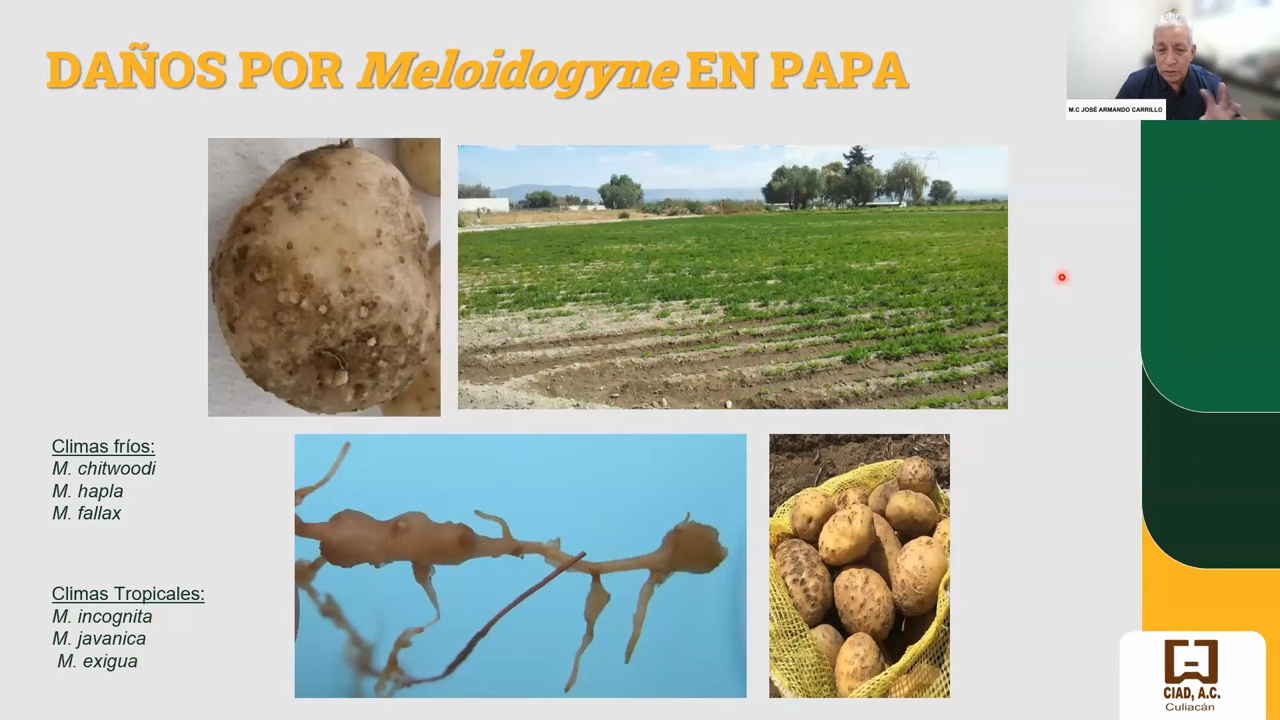 DAÑOS POR Meloidogyne EN PAPA
M.C JOSÉ ARMANDO CARRILLO
Climas fríos:
M. chitwoodi
M. hapla
M. fallax
Climas Tropicales:
M. incognita
M. javanica
M. exigua
CIAD, A.C.
Culiacán